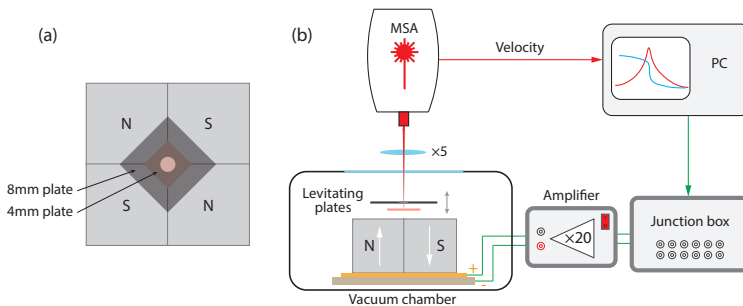 (a)
N
S
S
N
8mm plate
4mm plate
(b)
MSA
Velocity
PC
×5
Levitating
plates
N
S
+
-
Vacuum chamber
Amplifier
×20
Junction box